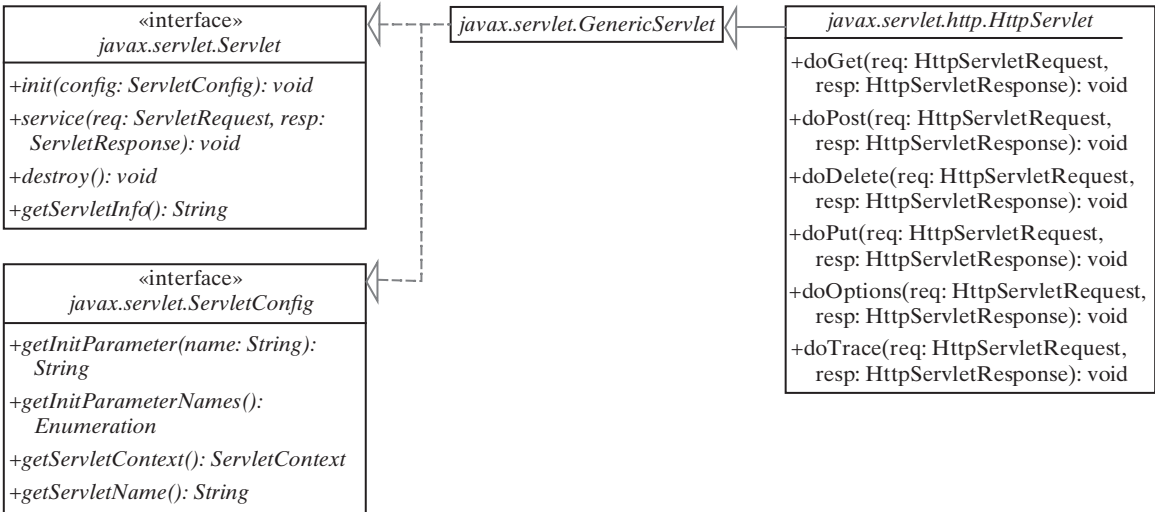 «interface»
javax.servlet.Servlet
+init(config: ServletConfig): void
+service(req: ServletRequest, resp:
ServletResponse): void
+destroy(): void
+getServletInfo(): String
«interface»
javax.servlet.ServletConfig
+getInitParameter(name: String):
String
+getInitParameterNames():
Enumeration
+getServletContext(): ServletContext
+getServletName(): String
javax.servlet.GenericServlet
javax.servlet.http.HttpServlet
+doGet(req: HttpServletRequest,
resp: HttpServletResponse): void
+doPost(req: HttpServletRequest,
resp: HttpServletResponse): void
+doDelete(req: HttpServletRequest,
resp: HttpServletResponse): void
+doPut(req: HttpServletRequest,
resp: HttpServletResponse): void
+doOptions(req: HttpServletRequest,
resp: HttpServletResponse): void
+doTrace(req: HttpServletRequest,
resp: HttpServletResponse): void